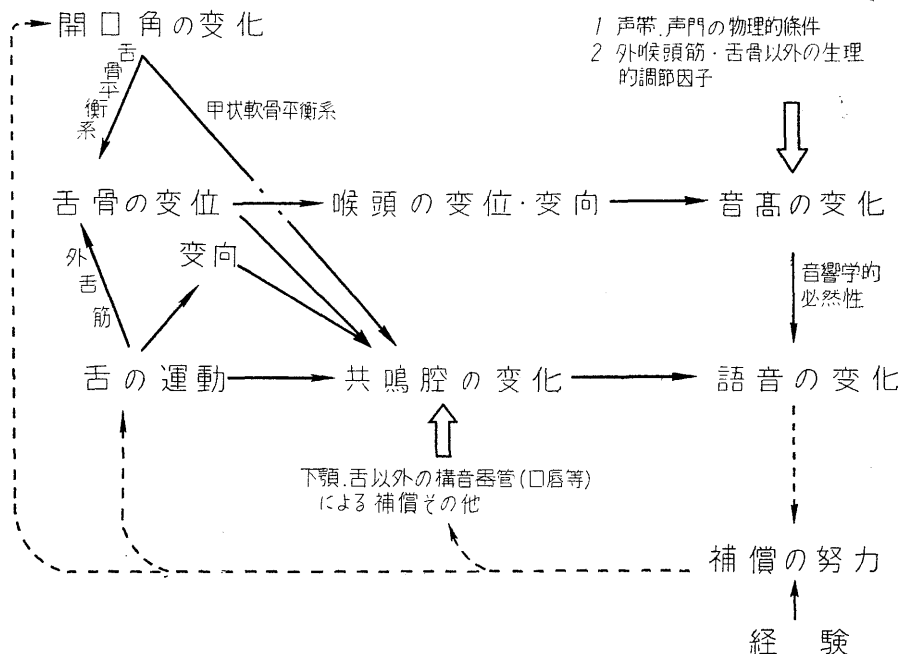 開口角の変化
1 声帯.声門の物理的條件
2 外喉頭筋・舌骨以外の生理
的調節因子
舌骨平衡系
甲状軟骨平衡系
舌骨の変位
喉頭の変位・変向
音髙の変化
変向
外舌筋
音響学的
必然性
舌の運動
共鳴腔の変化
語音の変化
下顎.舌以外の構音器管(口唇等)
による補償その他
補償の努力
経験